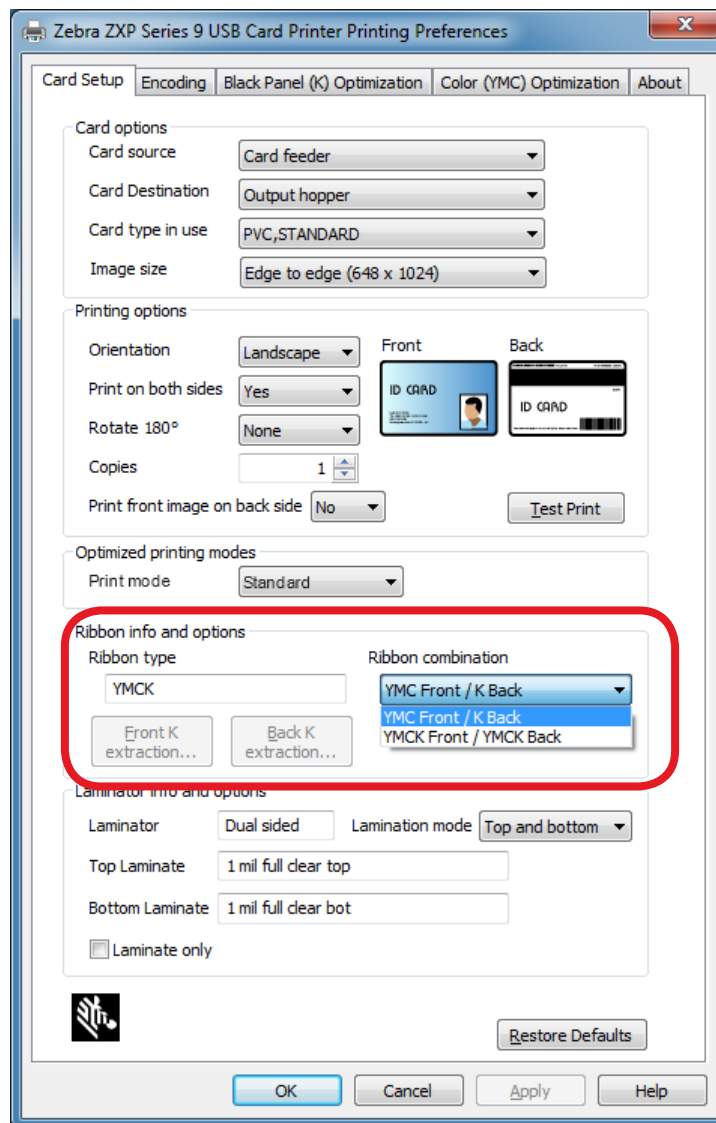 Zebra ZXP Series 9 USB Card Printer Printing Preferences
Card Setup Encoding Black Panel (K) Optimization Color (YMC) Optimization About
Card options
Card source Card feeder
Card Destination Output hopper
Card type in use PVC,STANDARD
Image size Edge to edge (648 x 1024)
Printing options
Orientation Landscape Front Back
Print on both sides Yes ID CARD ID CARD
Rotate 180° None
Copies 1
Print front image on back side No Test Print
Optimized printing modes
Print mode Standard
Ribbon info and options
Ribbon type Ribbon combination
YMCK YMC Front / K Back
YMC Front / K Back
YMCK Front / YMCK Back
Front K extraction... Back K extraction...
Laminator info and options
Laminator Dual sided Lamination mode Top and bottom
Top Laminate 1 mil full clear top
Bottom Laminate 1 mil full clear bot
Laminate only
Restore Defaults
OK Cancel Apply Help